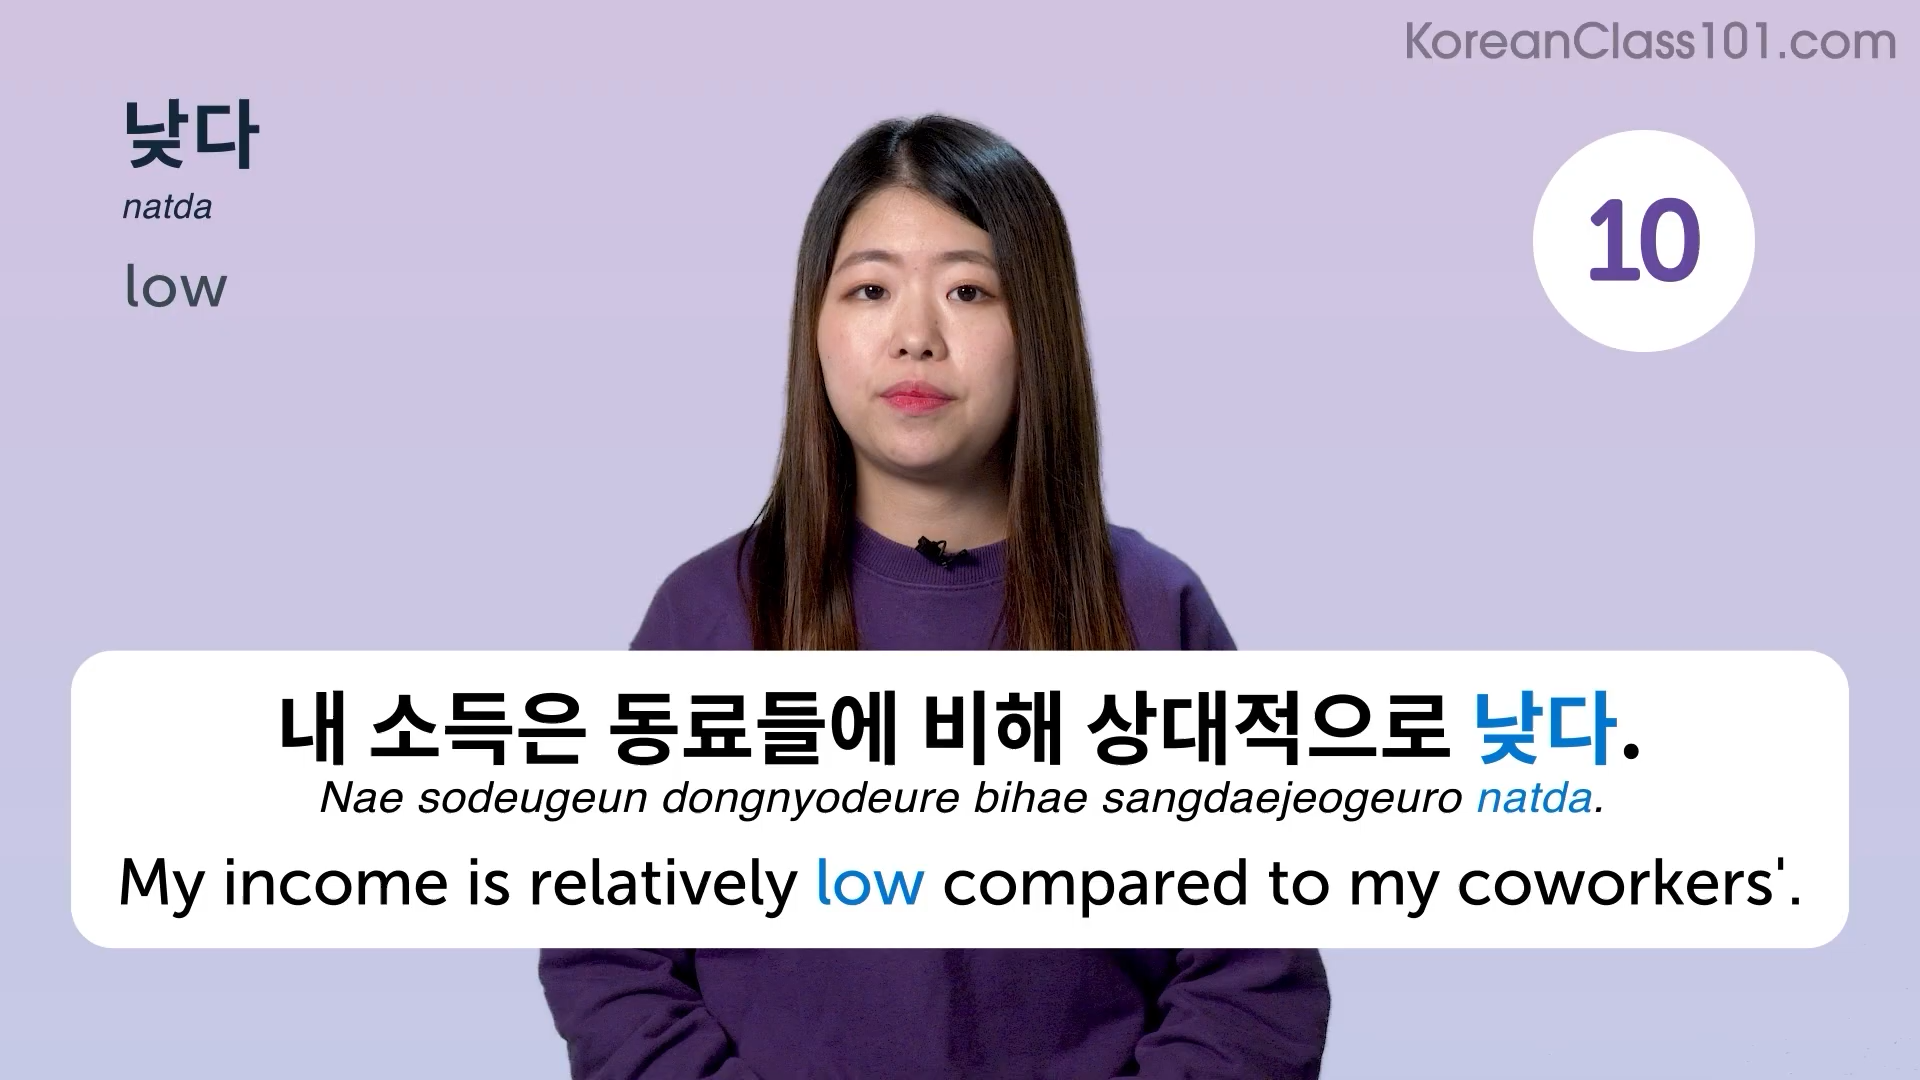 KoreanClass101.com
낮다
natda
low
10
내 소득은 동료들에 비해 상대적으로 낮다.
Nae sodeugeun dongnyodeure bihae sangdaejeogeuro natda.
My income is relatively low compared to my coworkers'.